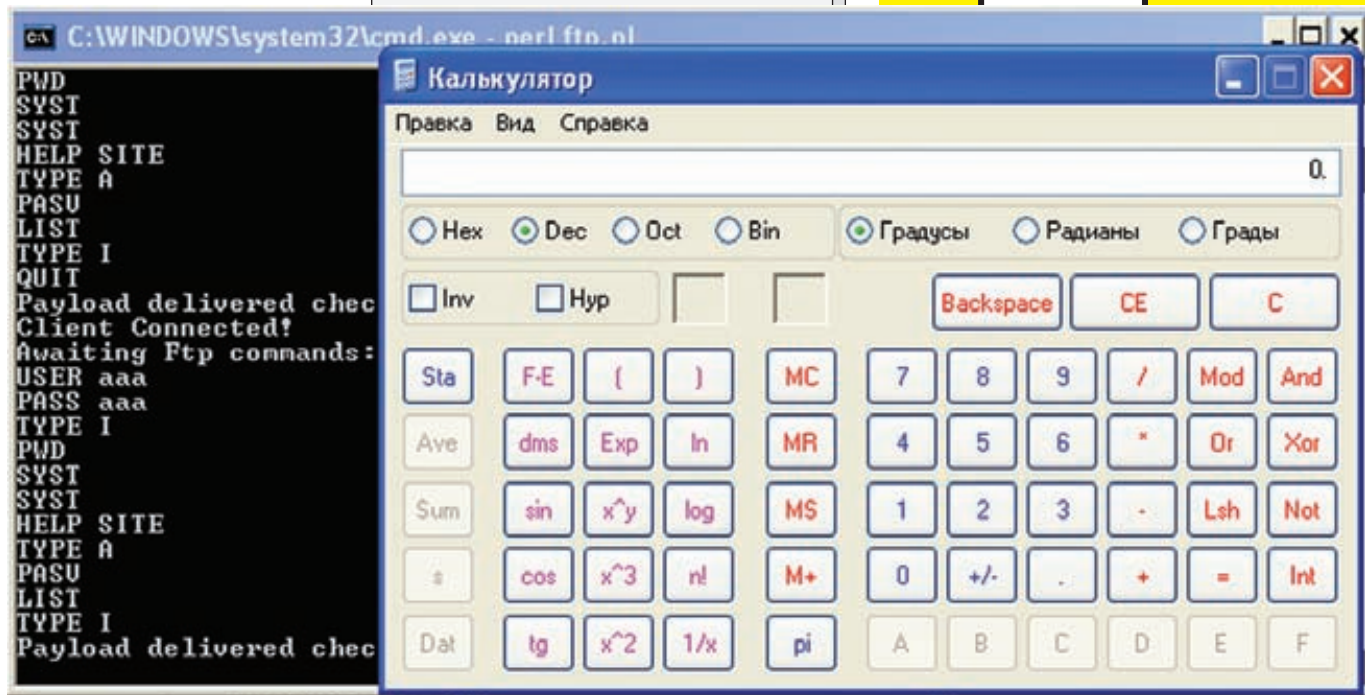 C:\WINDOWS\system32\cmd.exe - perl ftp.pl
PWD
SYST
SYST
HELP SITE
TYPE A
PASV
LIST
TYPE I
QUIT
Payload delivered chec
Client Connected!
Awaiting Ftp commands:
USER aaa
PASS aaa
TYPE I
PWD
SYST
SYST
HELP SITE
TYPE A
PASV
LIST
TYPE I
Payload delivered chec
Калькулятор
Правка Вид Справка
0.
Hex Dec Oct Bin Градусы Радианы Грады
Inv Hyp Backspace CE C
Sta F-E ( ) MC 7 8 9 / Mod And
Ave dms Exp ln MR 4 5 6 * Or Xor
Sum sin x^y log MS 1 2 3 - Lsh Not
s cos x^3 n! M+ 0 +/- . + = Int
Dat tg x^2 1/x pi A B C D E F